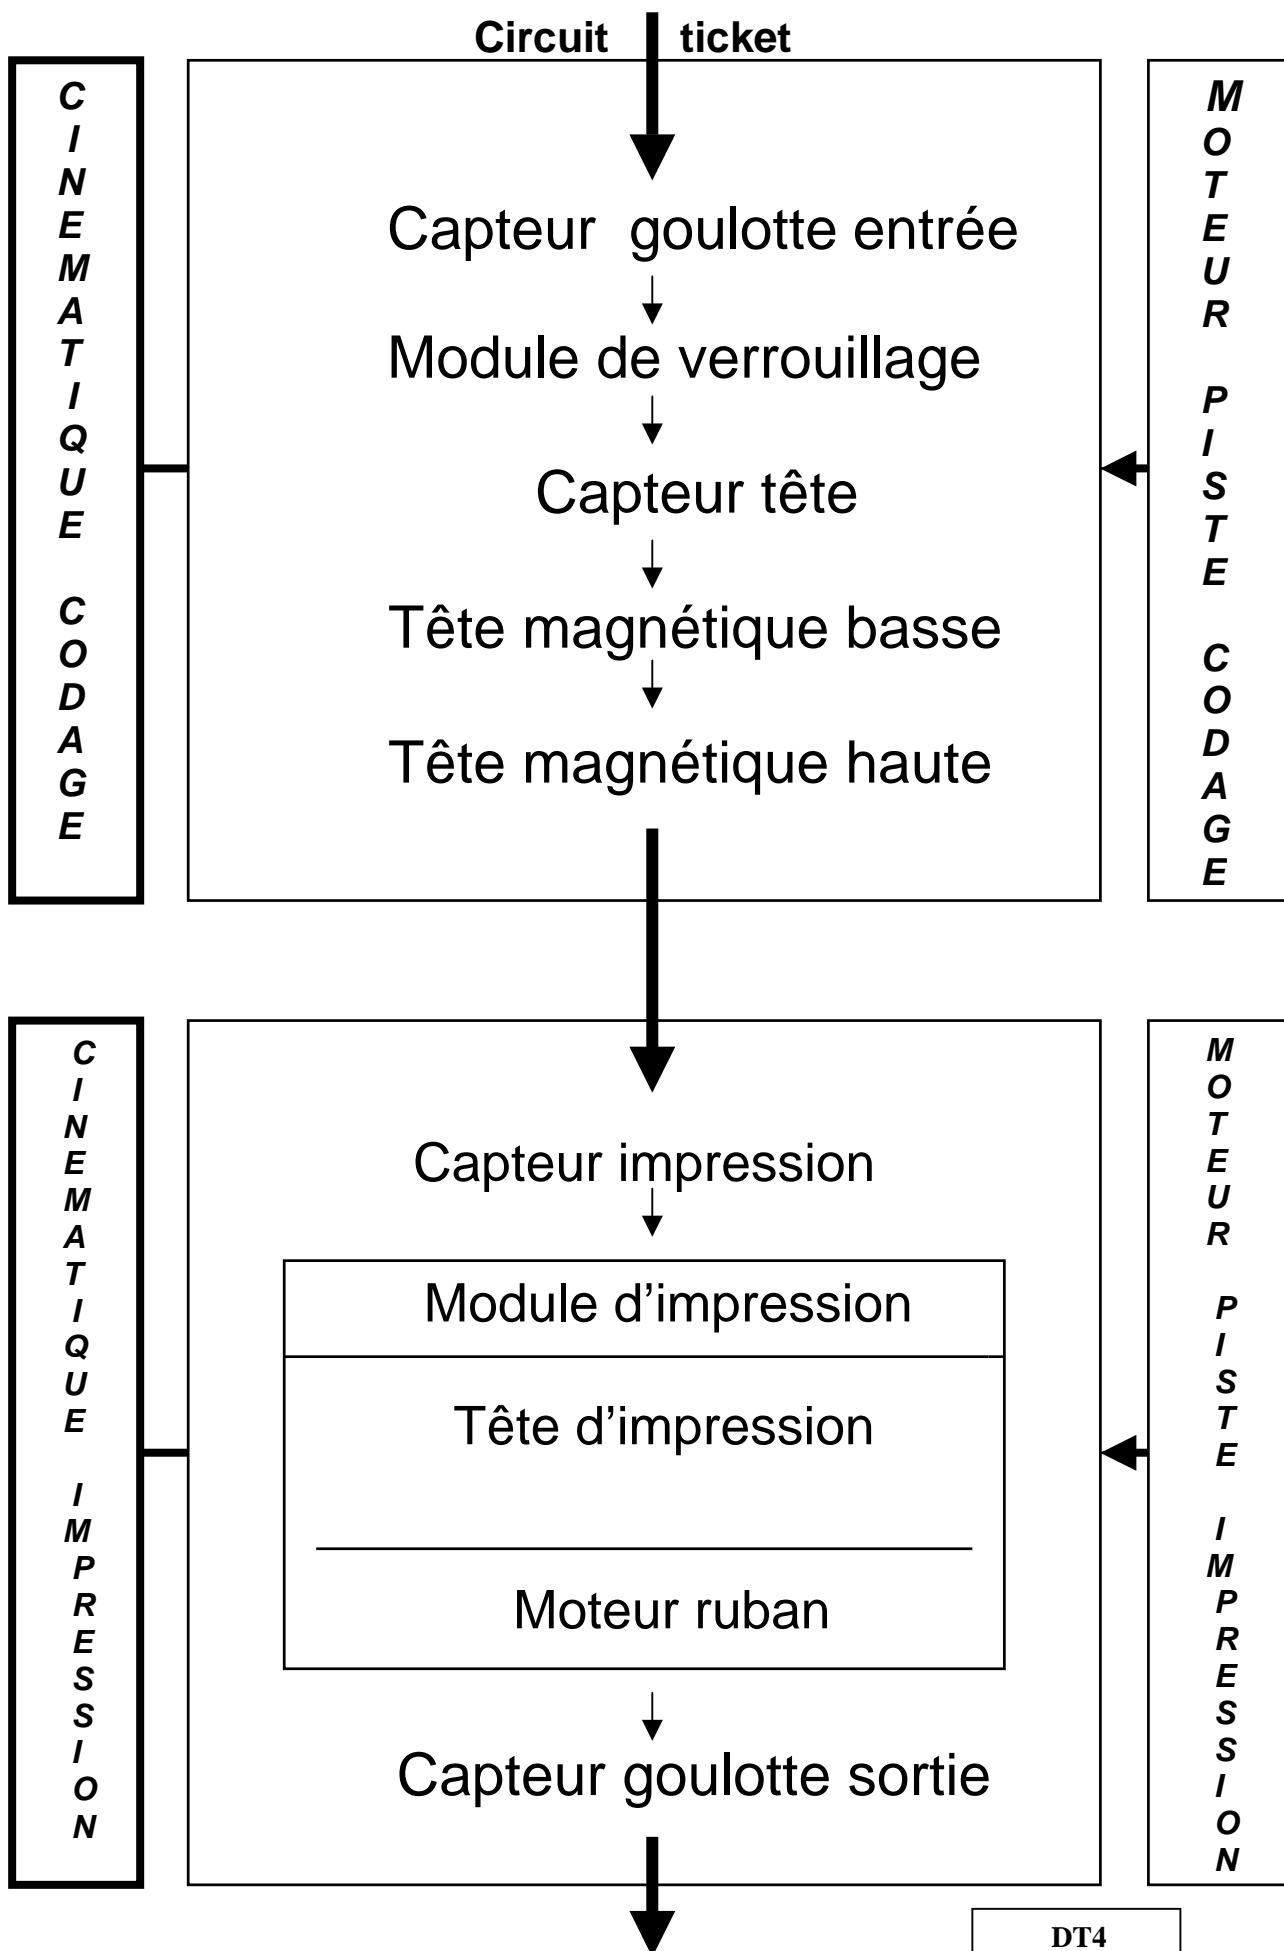 Circuit ticket
CINEMATIQUE CODAGE
Capteur goulotte entrée
Module de verrouillage
Capteur tête
Tête magnétique basse
Tête magnétique haute
MOTEUR PISTE CODAGE
CINEMATIQUE IMPRESSION
Capteur impression
Module d’impression
Tête d’impression
Moteur ruban
Capteur goulotte sortie
MOTEUR PISTE IMPRESSION
DT4